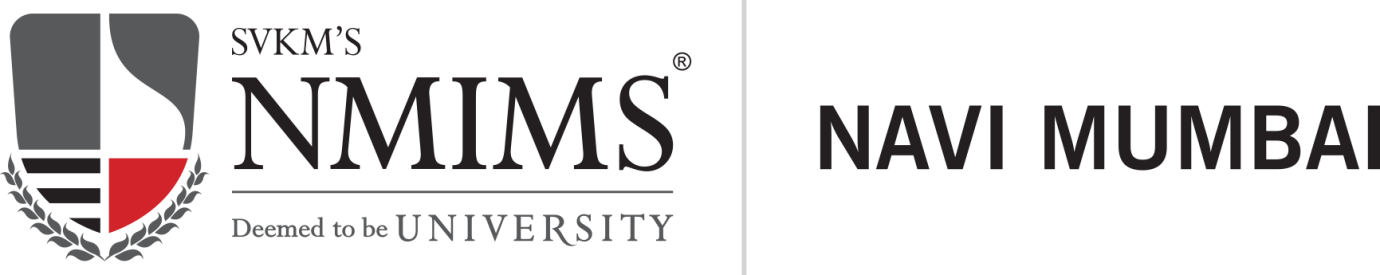 SVKM'S
NMIMS®
Deemed to be UNIVERSITY
NAVI MUMBAI